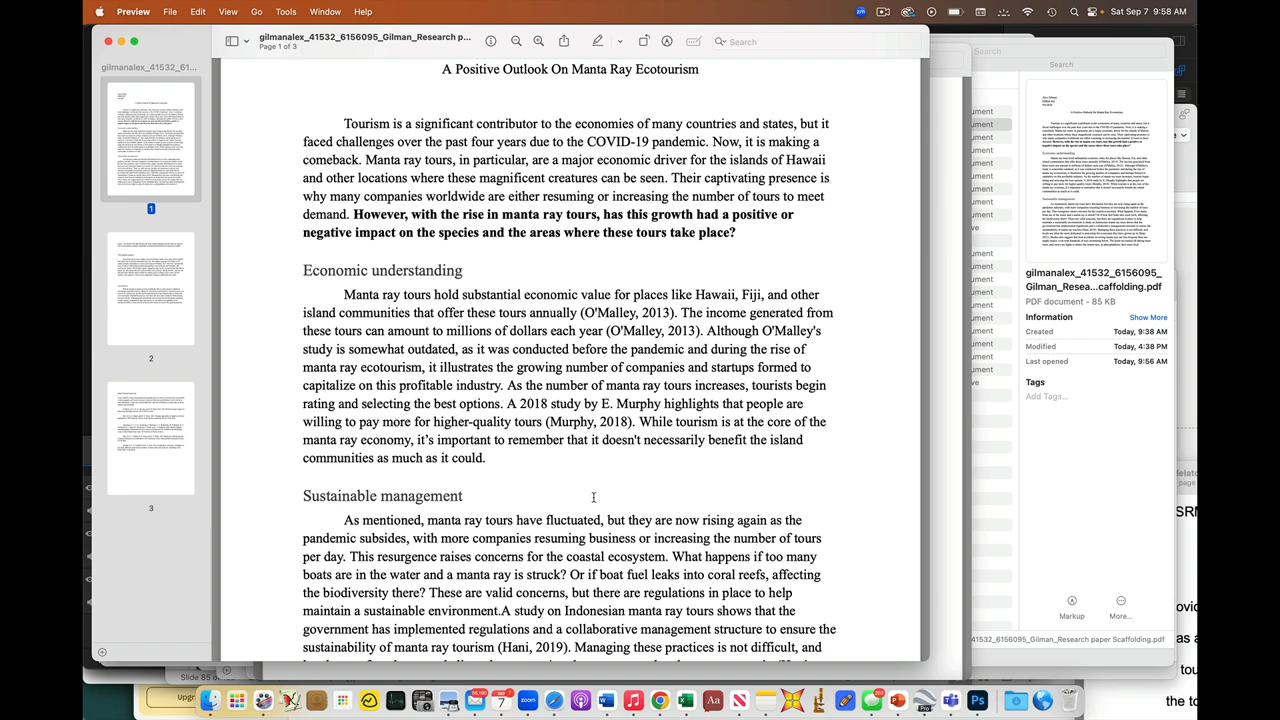 Preview File Edit View Go Tools Window Help
Sat Sep 7 9:58 AM
gilmanalex_41532_61...
gilmanalex_41532_6156095_Gilman_Research p...
Page 1 of 3
Search
Search
Search
A Positive Outlook On Manta Ray Ecotourism
Tourism is a significant contributor to the economies of many countries and states, but it
faced challenges over the past four years due to the COVID-19 pandemic. Now, it is making a
comeback. Manta ray tours, in particular, are a major economic driver for the islands of Hawaii
and other areas where these magnificent creatures can be seen. Their captivating presence is
why many companies worldwide are either resuming or increasing the number of tours to meet
demand. However, with the rise in manta ray tours, has this growth had a positive or
negative impact on the species and the areas where these tours take place?
Economic understanding
Manta ray tours hold substantial economic value for places like Hawaii, Fiji, and other
island communities that offer these tours annually (O'Malley, 2013). The income generated from
these tours can amount to millions of dollars each year (O'Malley, 2013). Although O'Malley's
study is somewhat outdated, as it was conducted before the pandemic and during the rise of
manta ray ecotourism, it illustrates the growing number of companies and startups formed to
capitalize on this profitable industry. As the number of manta ray tours increases, tourists begin
rating and selecting the best options. A 2018 study by E. Murphy highlights that people are
willing to pay more for higher-quality tours (Murphy, 2018). While tourism is at the core of the
manta ray economy, it's important to remember that it doesn't necessarily benefit the island
communities as much as it could.
Sustainable management
As mentioned, manta ray tours have fluctuated, but they are now rising again as the
pandemic subsides, with more companies resuming business or increasing the number of tours
per day. This resurgence raises concerns for the coastal ecosystem. What happens if too many
boats are in the water and a manta ray is struck? Or if boat fuel leaks into coral reefs, affecting
the biodiversity there? These are valid concerns, but there are regulations in place to help
maintain a sustainable environment.A study on Indonesian manta ray tours shows that the
government has implemented regulations and a collaborative management structure to ensure the
sustainability of manta ray tourism (Hani, 2019). Managing these practices is not difficult, and
1
2
3
gilmanalex_41532_6156095_
Gilman_Resea...caffolding.pdf
PDF document - 85 KB
Information
Show More
Created
Today, 9:38 AM
Modified
Today, 4:38 PM
Last opened
Today, 9:56 AM
Tags
Add Tags...
Markup
More...
41532_6156095_Gilman_Research paper Scaffolding.pdf
Slide 85 of
Upgr
SRM
page
as a
tou
the to